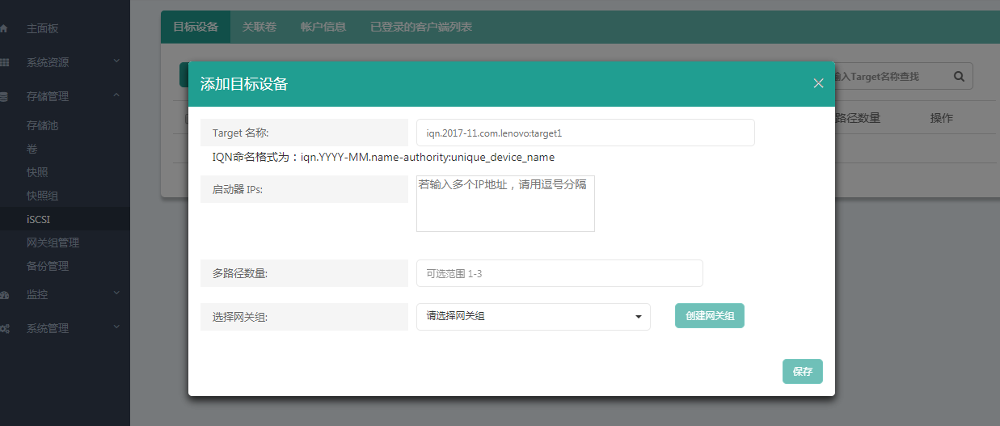 主面板
系统资源
存储管理
存储池
卷
快照
快照组
iSCSI
网关组管理
备份管理
监控
系统管理
目标设备
关联卷
帐户信息
已登录的客户端列表
输入Target名称查找
路径数量
操作
添加目标设备
Target 名称:
iqn.2017-11.com.lenovo:target1
IQN命名格式为：iqn.YYYY-MM.name-authority:unique_device_name
启动器 IPs:
若输入多个IP地址，请用逗号分隔
多路径数量:
可选范围 1-3
选择网关组:
请选择网关组
创建网关组
保存